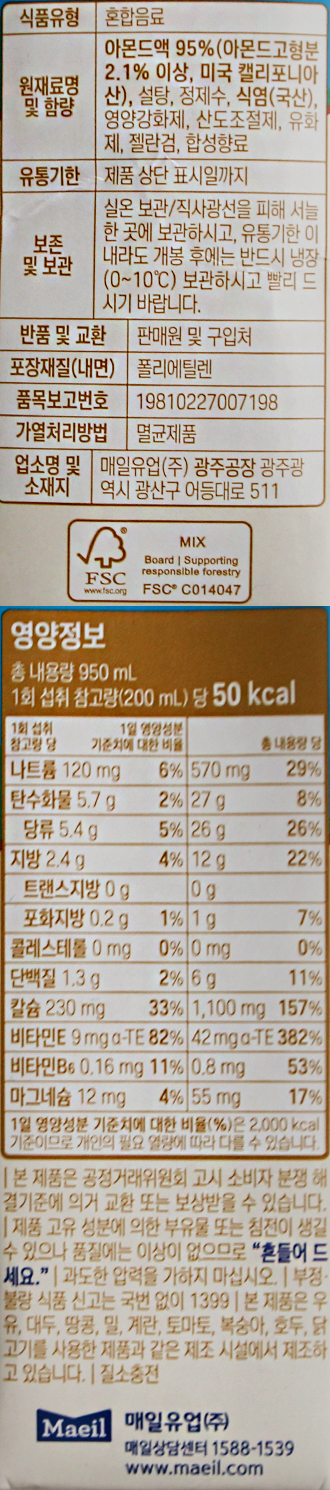 식품유형 혼합음료
원재료명 및 함량
아몬드액 95%(아몬드고형분
2.1% 이상, 미국 캘리포니아
산), 설탕, 정제수, 식염(국산),
영양강화제, 산도조절제, 유화
제, 젤란검, 합성향료
유통기한 제품 상단 표시일까지
보존
및 보관
실온 보관/직사광선을 피해 서늘
한 곳에 보관하시고, 유통기한 이
내라도 개봉 후에는 반드시 냉장
(0~10℃) 보관하시고 빨리 드
시기 바랍니다.
반품 및 교환 판매원 및 구입처
포장재질(내면) 폴리에틸렌
품목보고번호 19810227007198
가열처리방법 멸균제품
업소명 및
소재지
매일유업(주) 광주공장 광주광
역시 광산구 어등대로 511
FSC®
www.fsc.org
MIX
Board | Supporting
responsible forestry
FSC® C014047
영양정보
총 내용량 950 mL
1회 섭취 참고량(200 mL) 당 50 kcal
1회 섭취
참고량 당
1일 영양성분
기준치에 대한 비율
총 내용량 당
나트륨 120 mg 6% 570 mg 29%
탄수화물 5.7 g 2% 27 g 8%
당류 5.4 g 5% 26 g 26%
지방 2.4 g 4% 12 g 22%
트랜스지방 0 g 0 g
포화지방 0.2 g 1% 1 g 7%
콜레스테롤 0 mg 0% 0 mg 0%
단백질 1.3 g 2% 6 g 11%
칼슘 230 mg 33% 1,100 mg 157%
비타민E 9 mg α-TE 82% 42 mg α-TE 382%
비타민B6 0.16 mg 11% 0.8 mg 53%
마그네슘 12 mg 4% 55 mg 17%
1일 영양성분 기준치에 대한 비율(%)은 2,000 kcal
기준이므로 개인의 필요 열량에 따라 다를 수 있습니다.
| 본 제품은 공정거래위원회 고시 소비자 분쟁 해
결기준에 의거 교환 또는 보상받을 수 있습니다.
| 제품 고유 성분에 의한 부유물 또는 침전이 생길
수 있으나 품질에는 이상이 없으므로 “흔들어 드
세요.” | 과도한 압력을 가하지 마십시오. | 부정·
불량 식품 신고는 국번 없이 1399 | 본 제품은 우
유, 대두, 땅콩, 밀, 계란, 토마토, 복숭아, 호두, 닭
고기를 사용한 제품과 같은 제조 시설에서 제조하
고 있습니다. | 질소충전
Maeil 매일유업(주)
매일상담센터 1588-1539
www.maeil.com